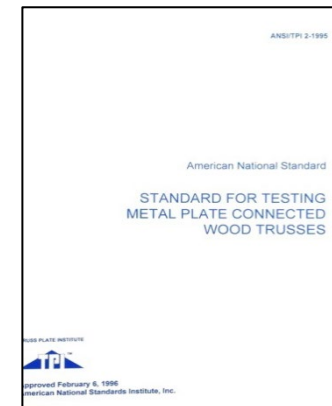 ANSI/TPI 2-1995
American National Standard
STANDARD FOR TESTING
METAL PLATE CONNECTED
WOOD TRUSSES
RUSS PLATE INSTITUTE
TPI
pproved February 6, 1996
merican National Standards Institute, Inc.